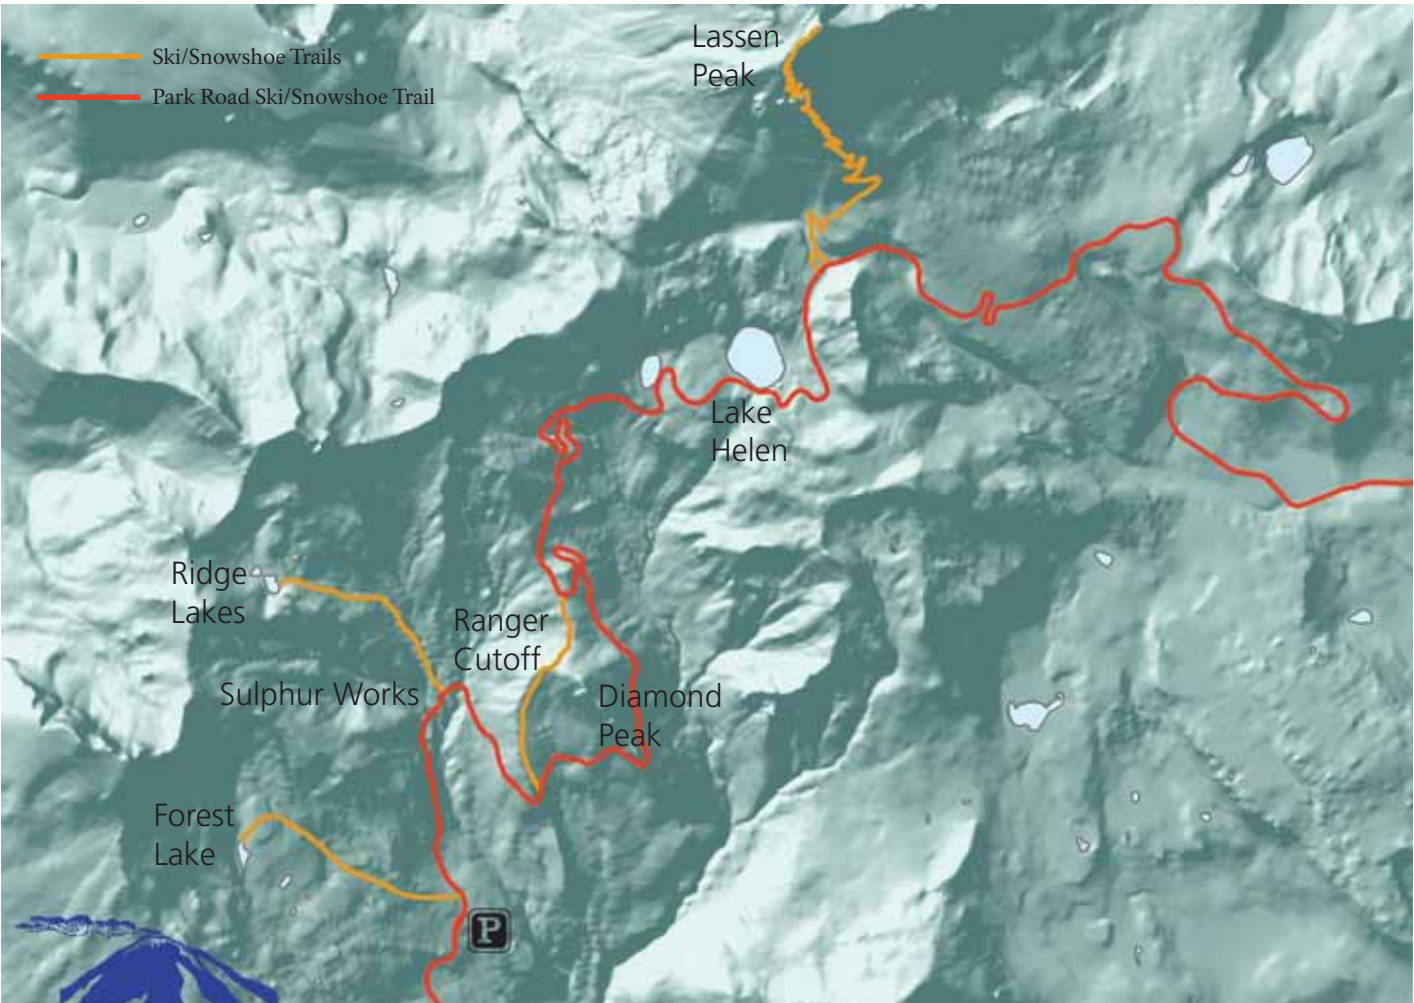 Lassen
Peak
Ski/Snowshoe Trails
Park Road Ski/Snowshoe Trail
Lake
Helen
Ridge
Lakes
Ranger
Cutoff
Sulphur Works
Diamond
Peak
Forest
Lake
P